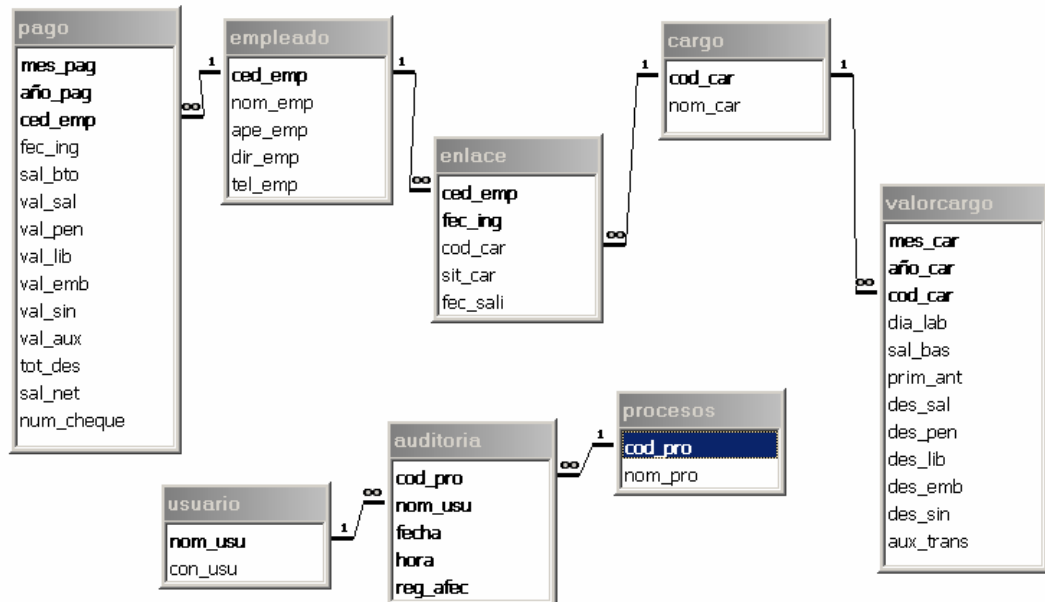 pago
mes_pag
año_pag
ced_emp
fec_ing
sal_bto
val_sal
val_pen
val_lib
val_emb
val_sin
val_aux
tot_des
sal_net
num_cheque
empleado
ced_emp
nom_emp
ape_emp
dir_emp
tel_emp
enlace
ced_emp
fec_ing
cod_car
sit_car
fec_sali
cargo
cod_car
nom_car
valorcargo
mes_car
año_car
cod_car
dia_lab
sal_bas
prim_ant
des_sal
des_pen
des_lib
des_emb
des_sin
aux_trans
usuario
nom_usu
con_usu
auditoria
cod_pro
nom_usu
fecha
hora
reg_afec
procesos
cod_pro
nom_pro
1
∞
1
∞
1
∞
1
∞
1
∞
1
∞